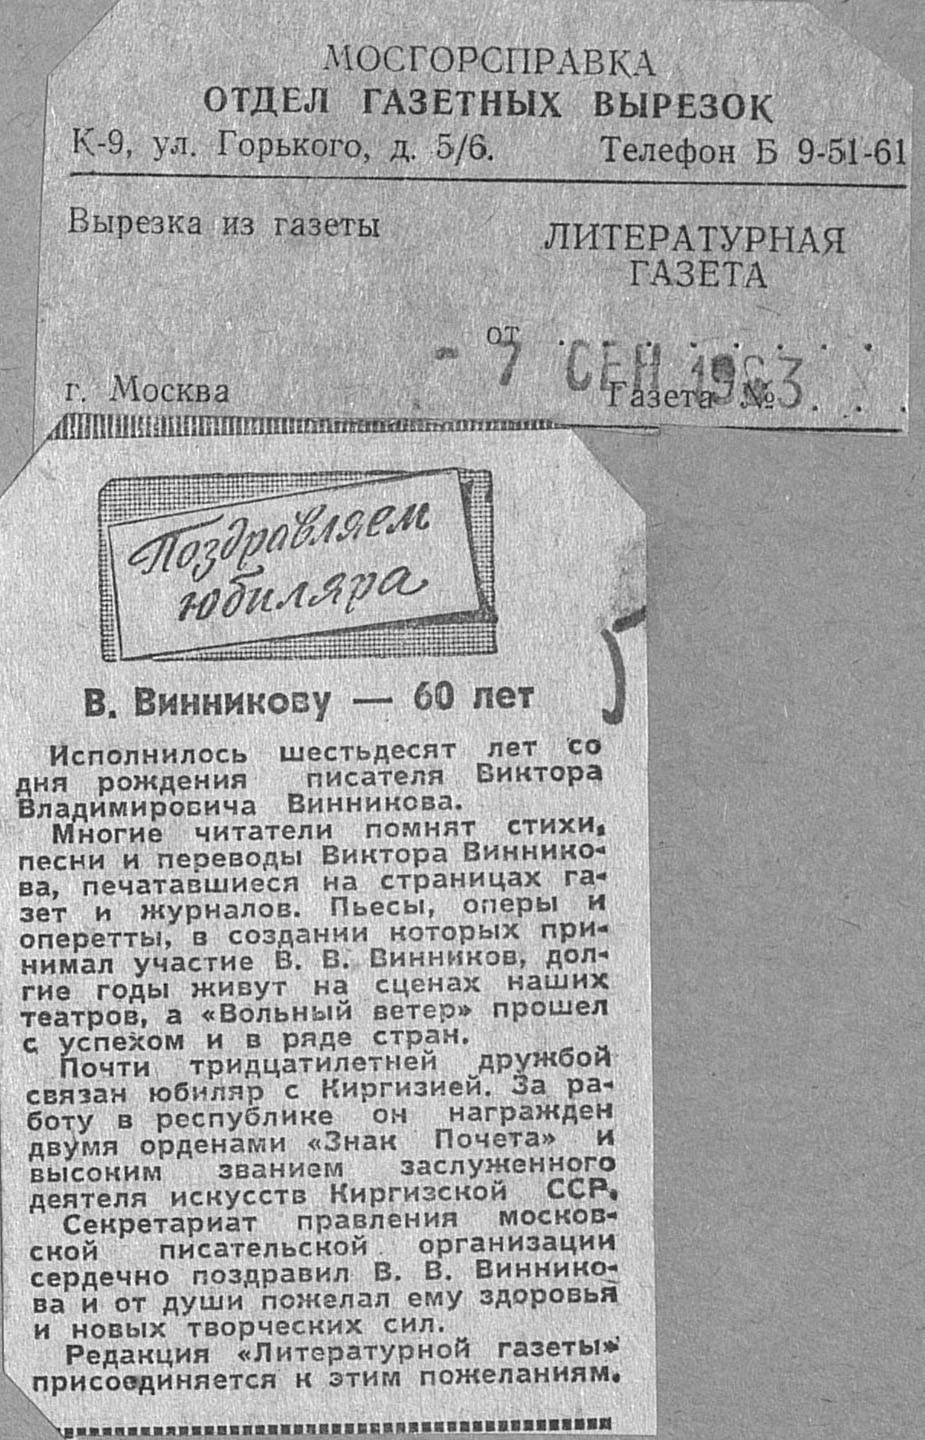 МОСГОРСПРАВКА
ОТДЕЛ ГАЗЕТНЫХ ВЫРЕЗОК
К-9, ул. Горького, д. 5/6. Телефон Б 9-51-61
Вырезка из газеты
ЛИТЕРАТУРНАЯ
ГАЗЕТА
от . . . . . . . .
- 7 СЕН 1963
г. Москва Газета № . . .
Поздравляем
юбиляра
В. Винникову — 60 лет
Исполнилось шестьдесят лет со
дня рождения писателя Виктора
Владимировича Винникова.
Многие читатели помнят стихи,
песни и переводы Виктора Виннико-
ва, печатавшиеся на страницах га-
зет и журналов. Пьесы, оперы и
оперетты, в создании которых при-
нимал участие В. В. Винников, дол-
гие годы живут на сценах наших
театров, а «Вольный ветер» прошел
с успехом и в ряде стран.
Почти тридцатилетней дружбой
связан юбиляр с Киргизией. За ра-
боту в республике он награжден
двумя орденами «Знак Почета» и
высоким званием заслуженного
деятеля искусств Киргизской ССР.
Секретариат правления москов-
ской писательской организации
сердечно поздравил В. В. Виннико-
ва и от души пожелал ему здоровья
и новых творческих сил.
Редакция «Литературной газеты»
присоединяется к этим пожеланиям.